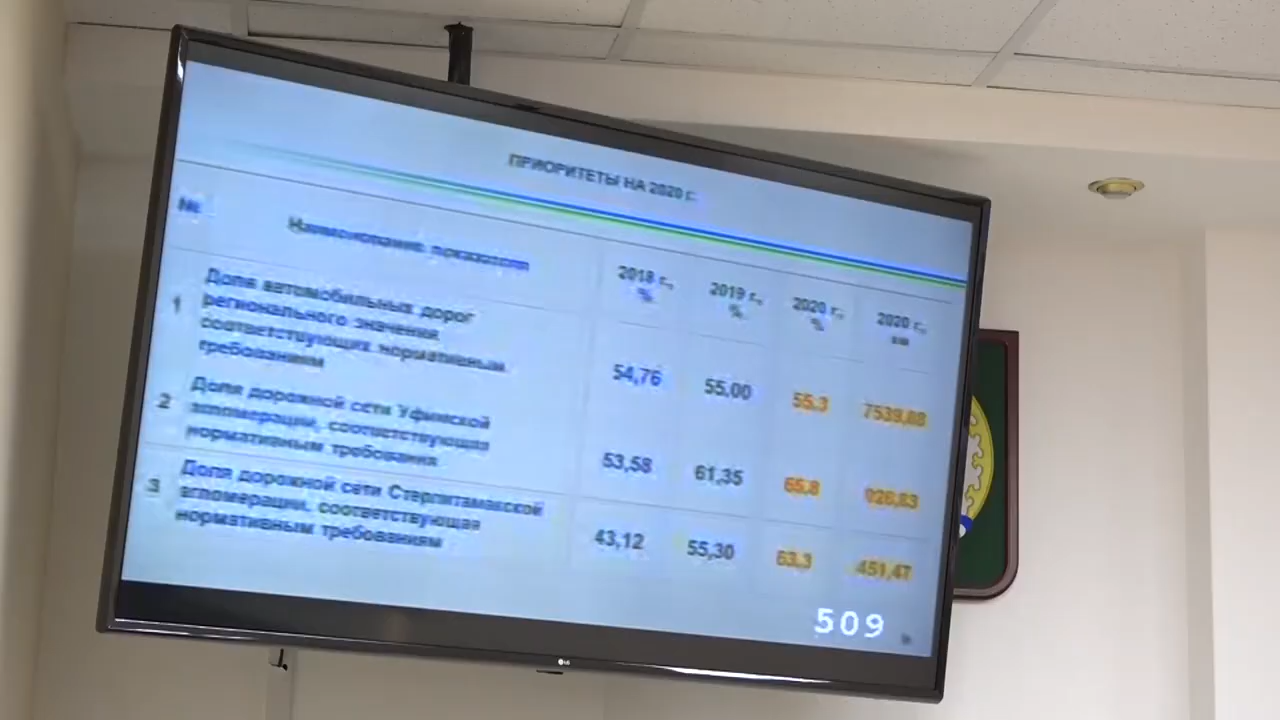 ПРИОРИТЕТЫ НА 2020 г.
№ Наименование показателя 2018 г., % 2019 г., % 2020 г., % 2020 г., км
1 Доля автомобильных дорог
регионального значения,
соответствующих нормативным
требованиям
54,76 55,00 55.3
2 Доля дорожной сети Уфимской
агломерации, соответствующая
нормативным требования
53,58 61,35 65.8
3 Доля дорожной сети Стерлитамакской
агломерации, соответствующая
нормативным требованиям
43,12 55,30 63.3 451,47
509
LG